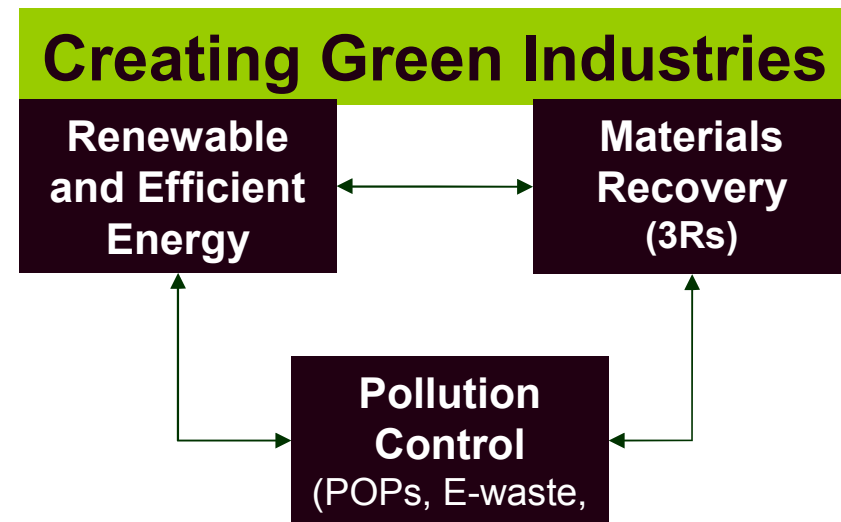 Creating Green Industries
Renewable
and Efficient
Energy
Materials
Recovery
(3Rs)
Pollution
Control
(POPs, E-waste,